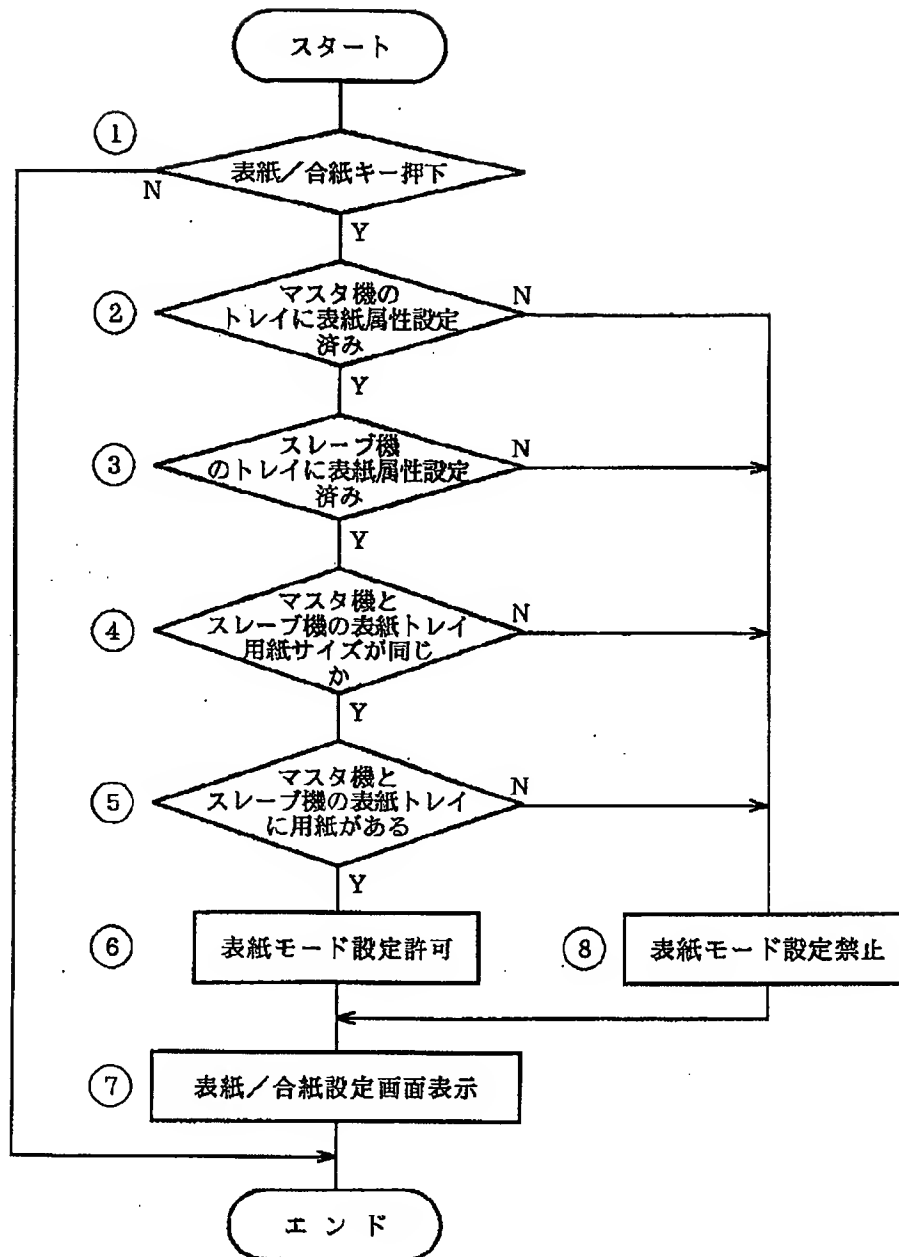 スタート
①
表紙／合紙キー押下
N
Y
②
マスタ機の
トレイに表紙属性設定
済み
N
Y
③
スレーブ機
のトレイに表紙属性設定
済み
N
Y
④
マスタ機と
スレーブ機の表紙トレイ
用紙サイズが同じ
か
N
Y
⑤
マスタ機と
スレーブ機の表紙トレイ
に用紙がある
N
Y
⑥
表紙モード設定許可
⑧
表紙モード設定禁止
⑦
表紙／合紙設定画面表示
エンド